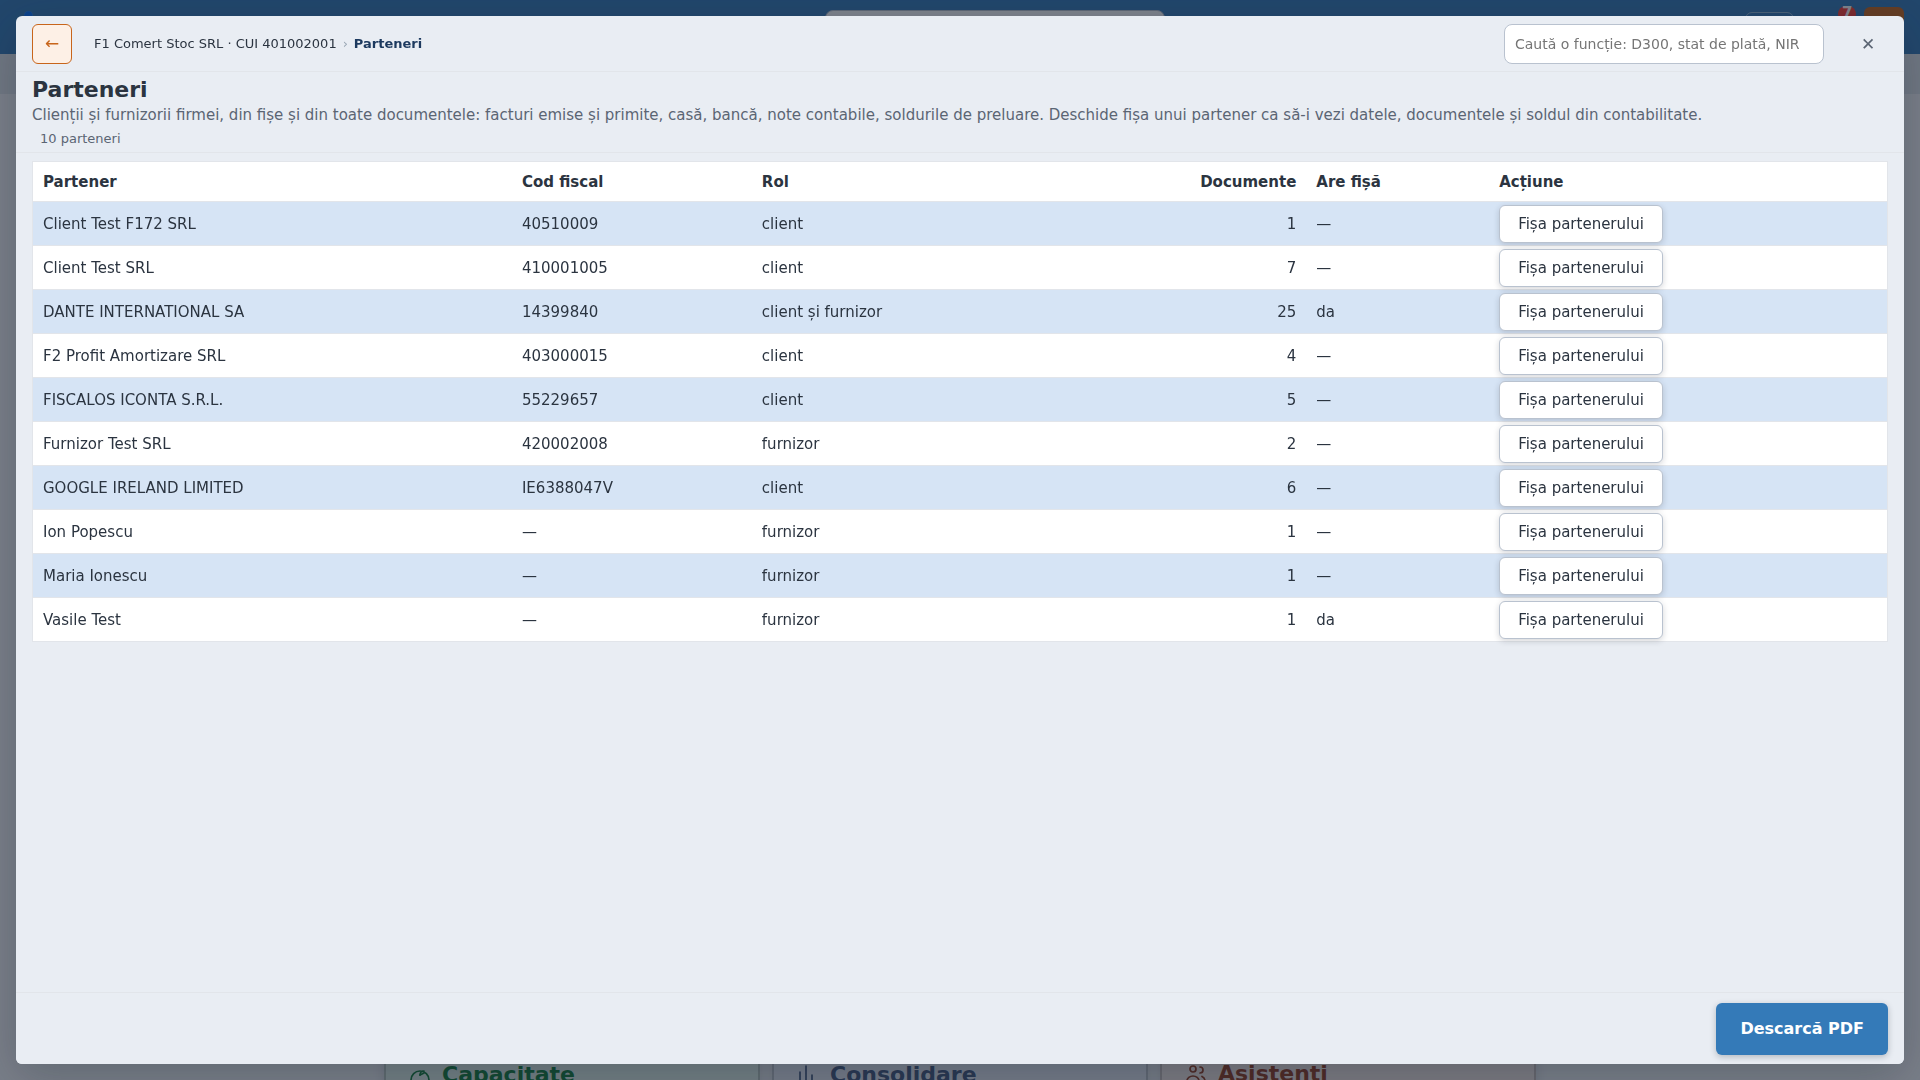 7
←
F1 Comert Stoc SRL · CUI 401002001 › Parteneri
Caută o funcție: D300, stat de plată, NIR
✕
Parteneri
Clienții și furnizorii firmei, din fișe și din toate documentele: facturi emise și primite, casă, bancă, note contabile, soldurile de preluare. Deschide fișa unui partener ca să-i vezi datele, documentele și soldul din contabilitate.
10 parteneri
Partener Cod fiscal Rol Documente Are fișă Acțiune
Client Test F172 SRL 40510009 client 1 — Fișa partenerului
Client Test SRL 410001005 client 7 — Fișa partenerului
DANTE INTERNATIONAL SA 14399840 client și furnizor 25 da Fișa partenerului
F2 Profit Amortizare SRL 403000015 client 4 — Fișa partenerului
FISCALOS ICONTA S.R.L. 55229657 client 5 — Fișa partenerului
Furnizor Test SRL 420002008 furnizor 2 — Fișa partenerului
GOOGLE IRELAND LIMITED IE6388047V client 6 — Fișa partenerului
Ion Popescu — furnizor 1 — Fișa partenerului
Maria Ionescu — furnizor 1 — Fișa partenerului
Vasile Test — furnizor 1 da Fișa partenerului
Descarcă PDF
Capacitate Consolidare Asistenți